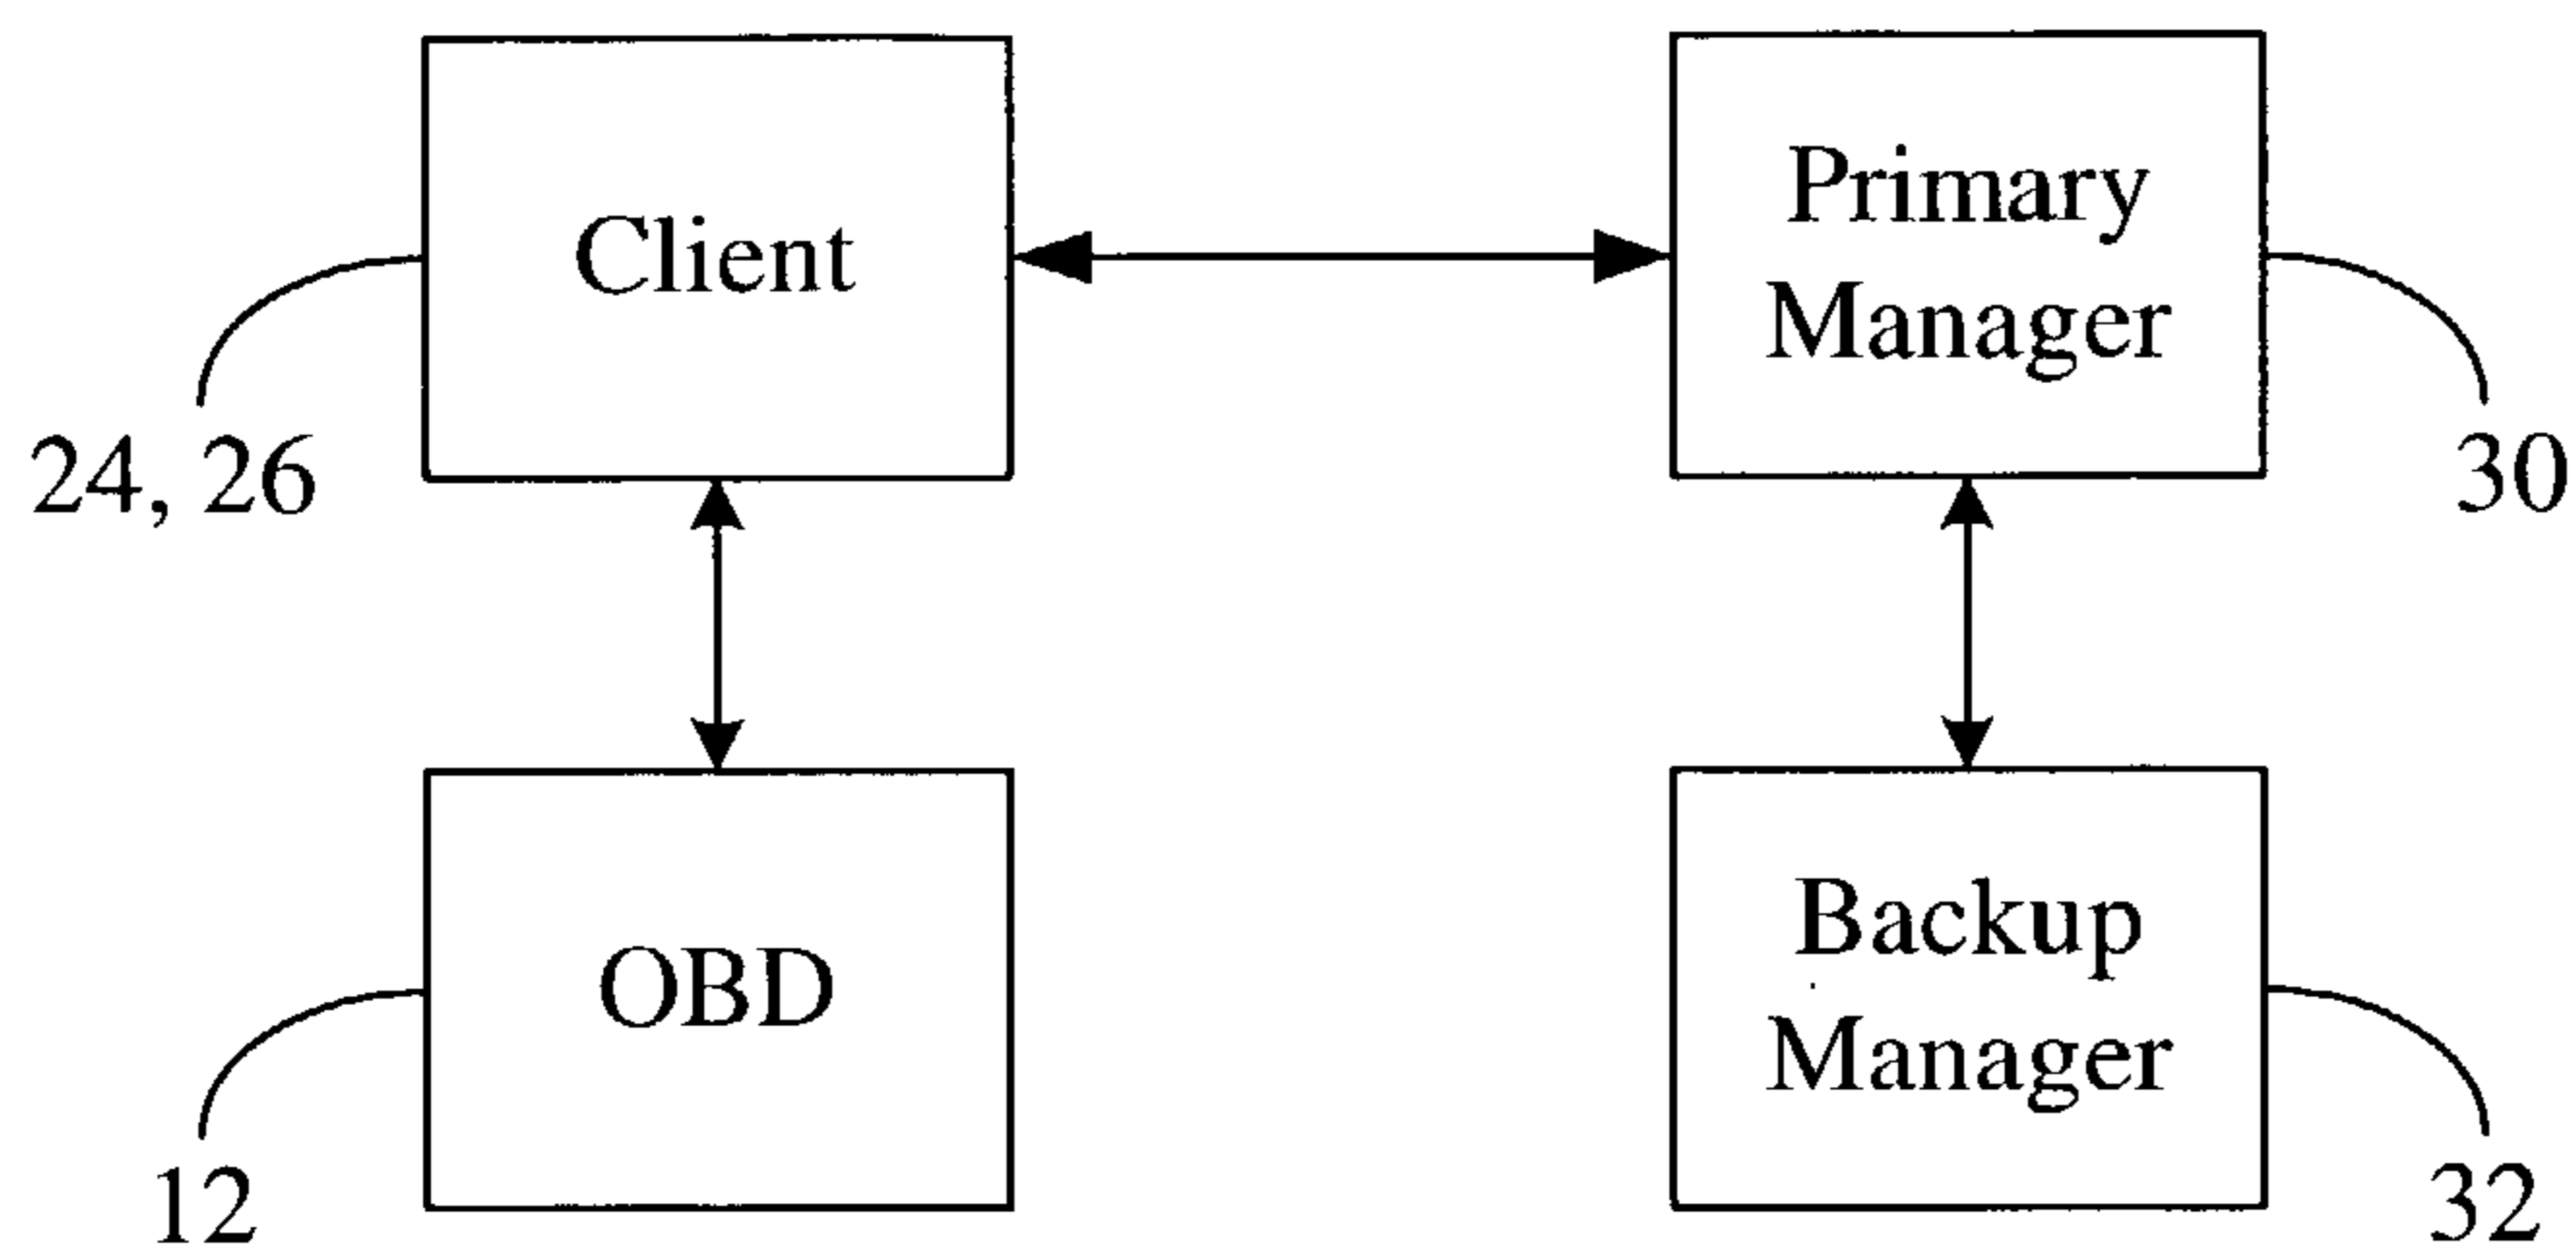 Client
Primary
Manager
24, 26
30
OBD
Backup
Manager
12
32